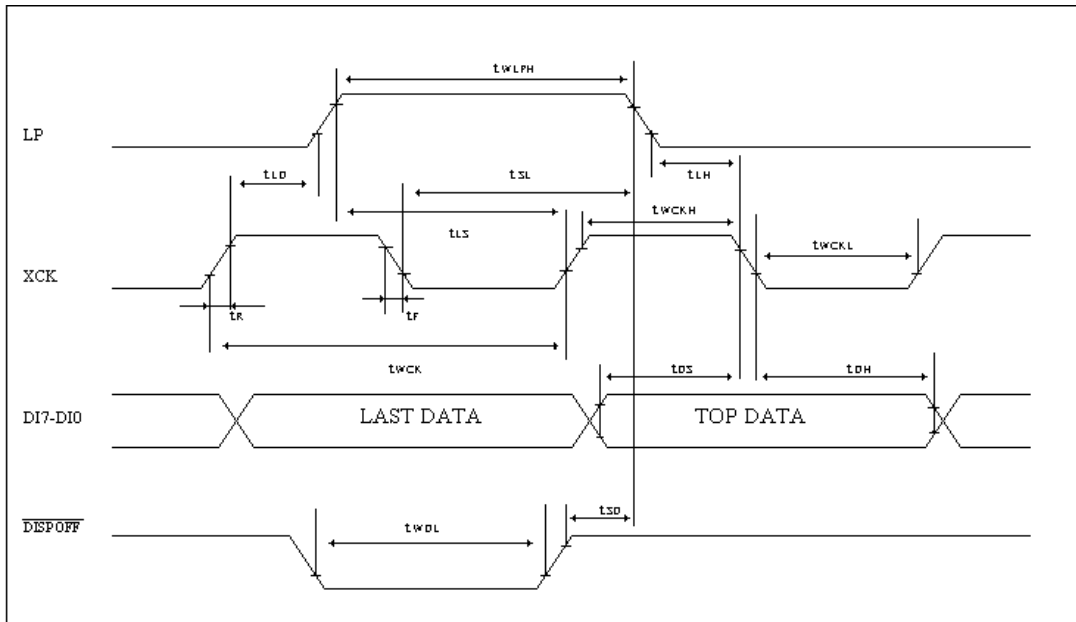 tWLPH
LP
tLD
tSL
tLH
tLS
tWCKH
tWCKL
XCK
tR
tF
tWCK
tDS
tDH
DI7-DI0
LAST DATA
TOP DATA
tSD
DISPOFF
tWDL